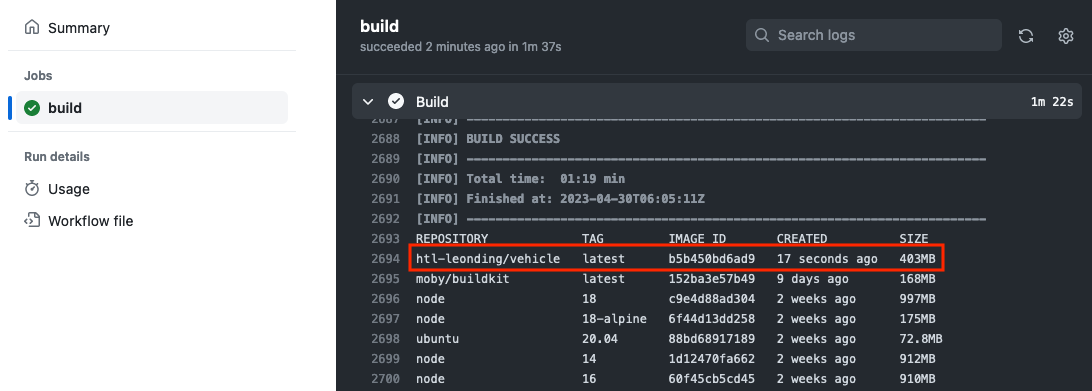 Summary
Jobs
build
Run details
Usage
Workflow file
build
succeeded 2 minutes ago in 1m 37s
Search logs
Build 1m 22s
2687 [INFO] ------------------------------------------------------------------------
2688 [INFO] BUILD SUCCESS
2689 [INFO] ------------------------------------------------------------------------
2690 [INFO] Total time:  01:19 min
2691 [INFO] Finished at: 2023-04-30T06:05:11Z
2692 [INFO] ------------------------------------------------------------------------
2693 REPOSITORY TAG IMAGE ID CREATED SIZE
2694 htl-leonding/vehicle latest b5b450bd6ad9 17 seconds ago 403MB
2695 moby/buildkit latest 152ba3e57b49 9 days ago 168MB
2696 node 18 c9e4d88ad304 2 weeks ago 997MB
2697 node 18-alpine 6f44d13dd258 2 weeks ago 175MB
2698 ubuntu 20.04 88bd68917189 2 weeks ago 72.8MB
2699 node 14 1d12470fa662 2 weeks ago 912MB
2700 node 16 60f45cb5cd45 2 weeks ago 910MB